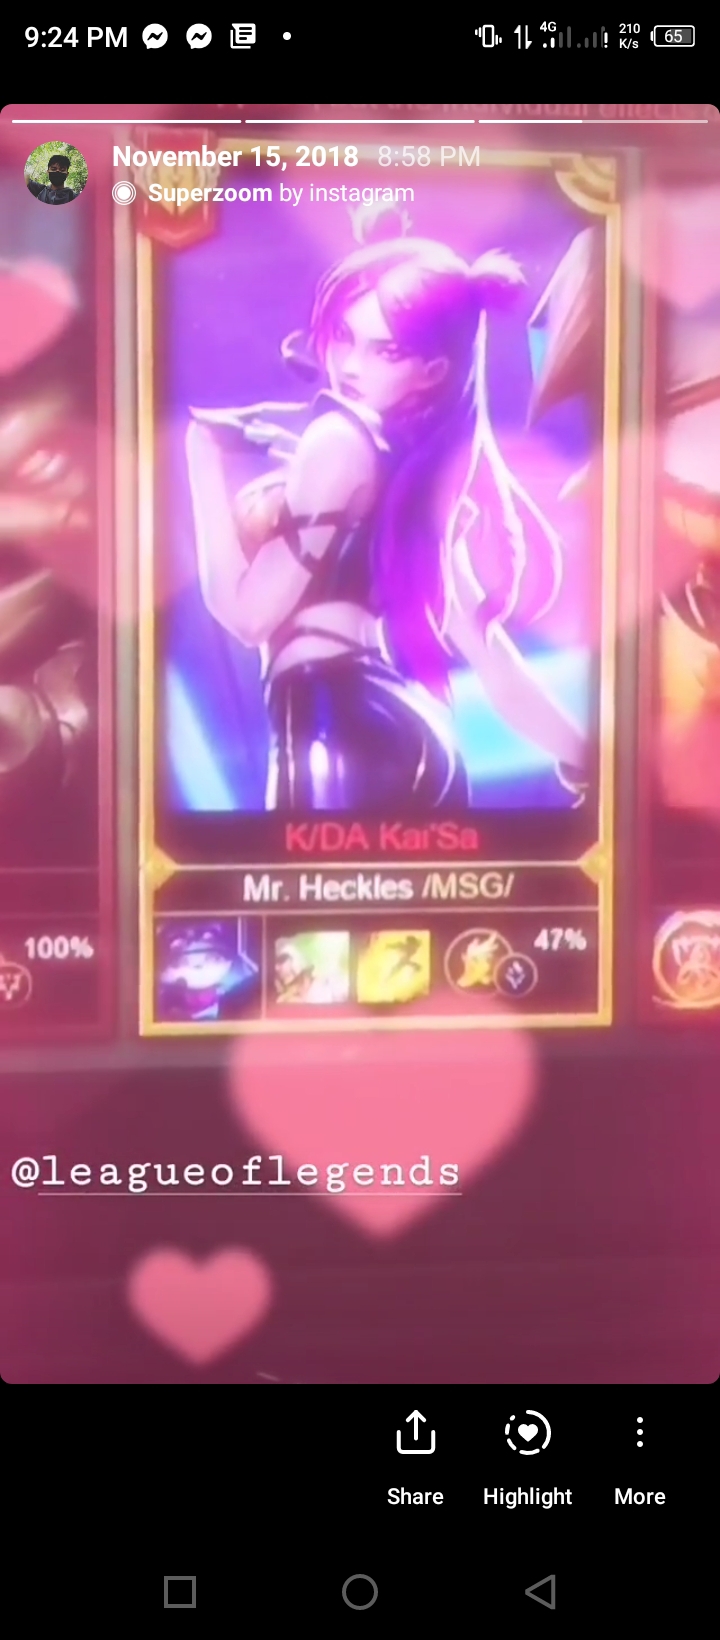 9:24 PM
4G
210
K/s
65
November 15, 2018 8:58 PM
Superzoom by instagram
K/DA Kai'Sa
Mr. Heckles /MSG/
100%
47%
@leagueoflegends
Share
Highlight
More